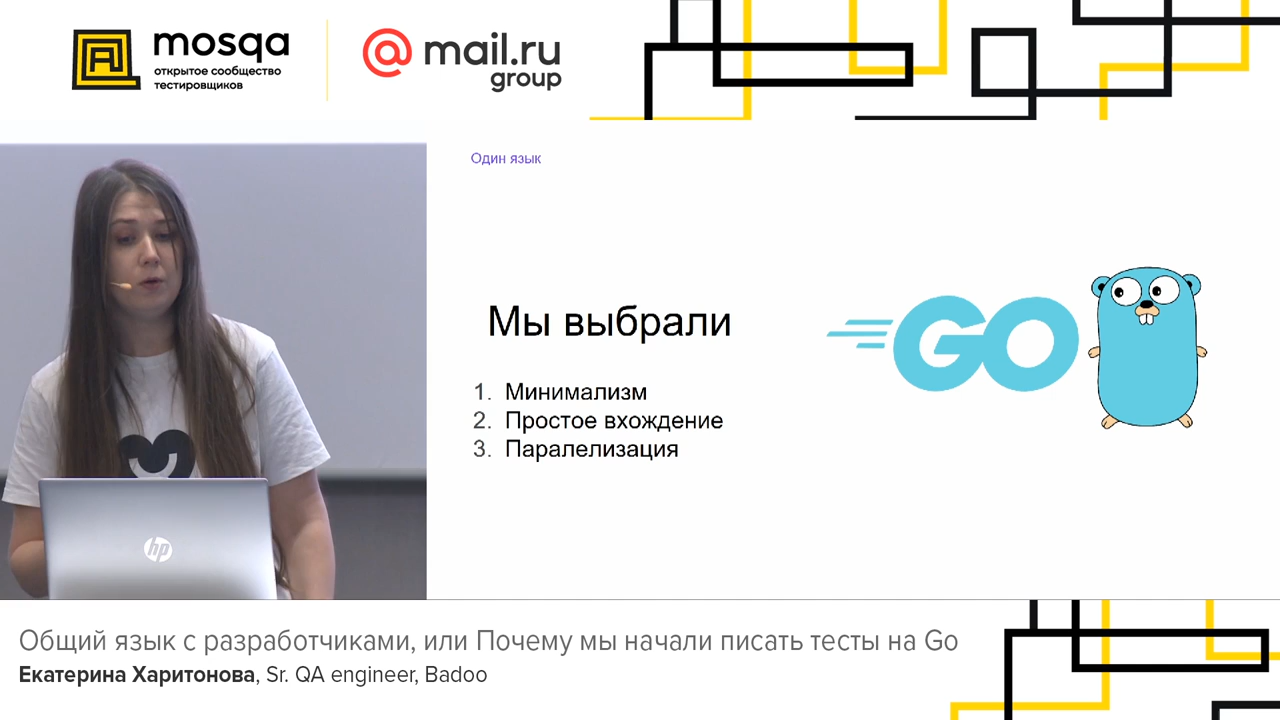 mosqa
открытое сообщество
тестировщиков
@mail.ru
group
Один язык
Мы выбрали
1. Минимализм
2. Простое вхождение
3. Паралелизация
GO
hp
Общий язык с разработчиками, или Почему мы начали писать тесты на Go
Екатерина Харитонова, Sr. QA engineer, Badoo